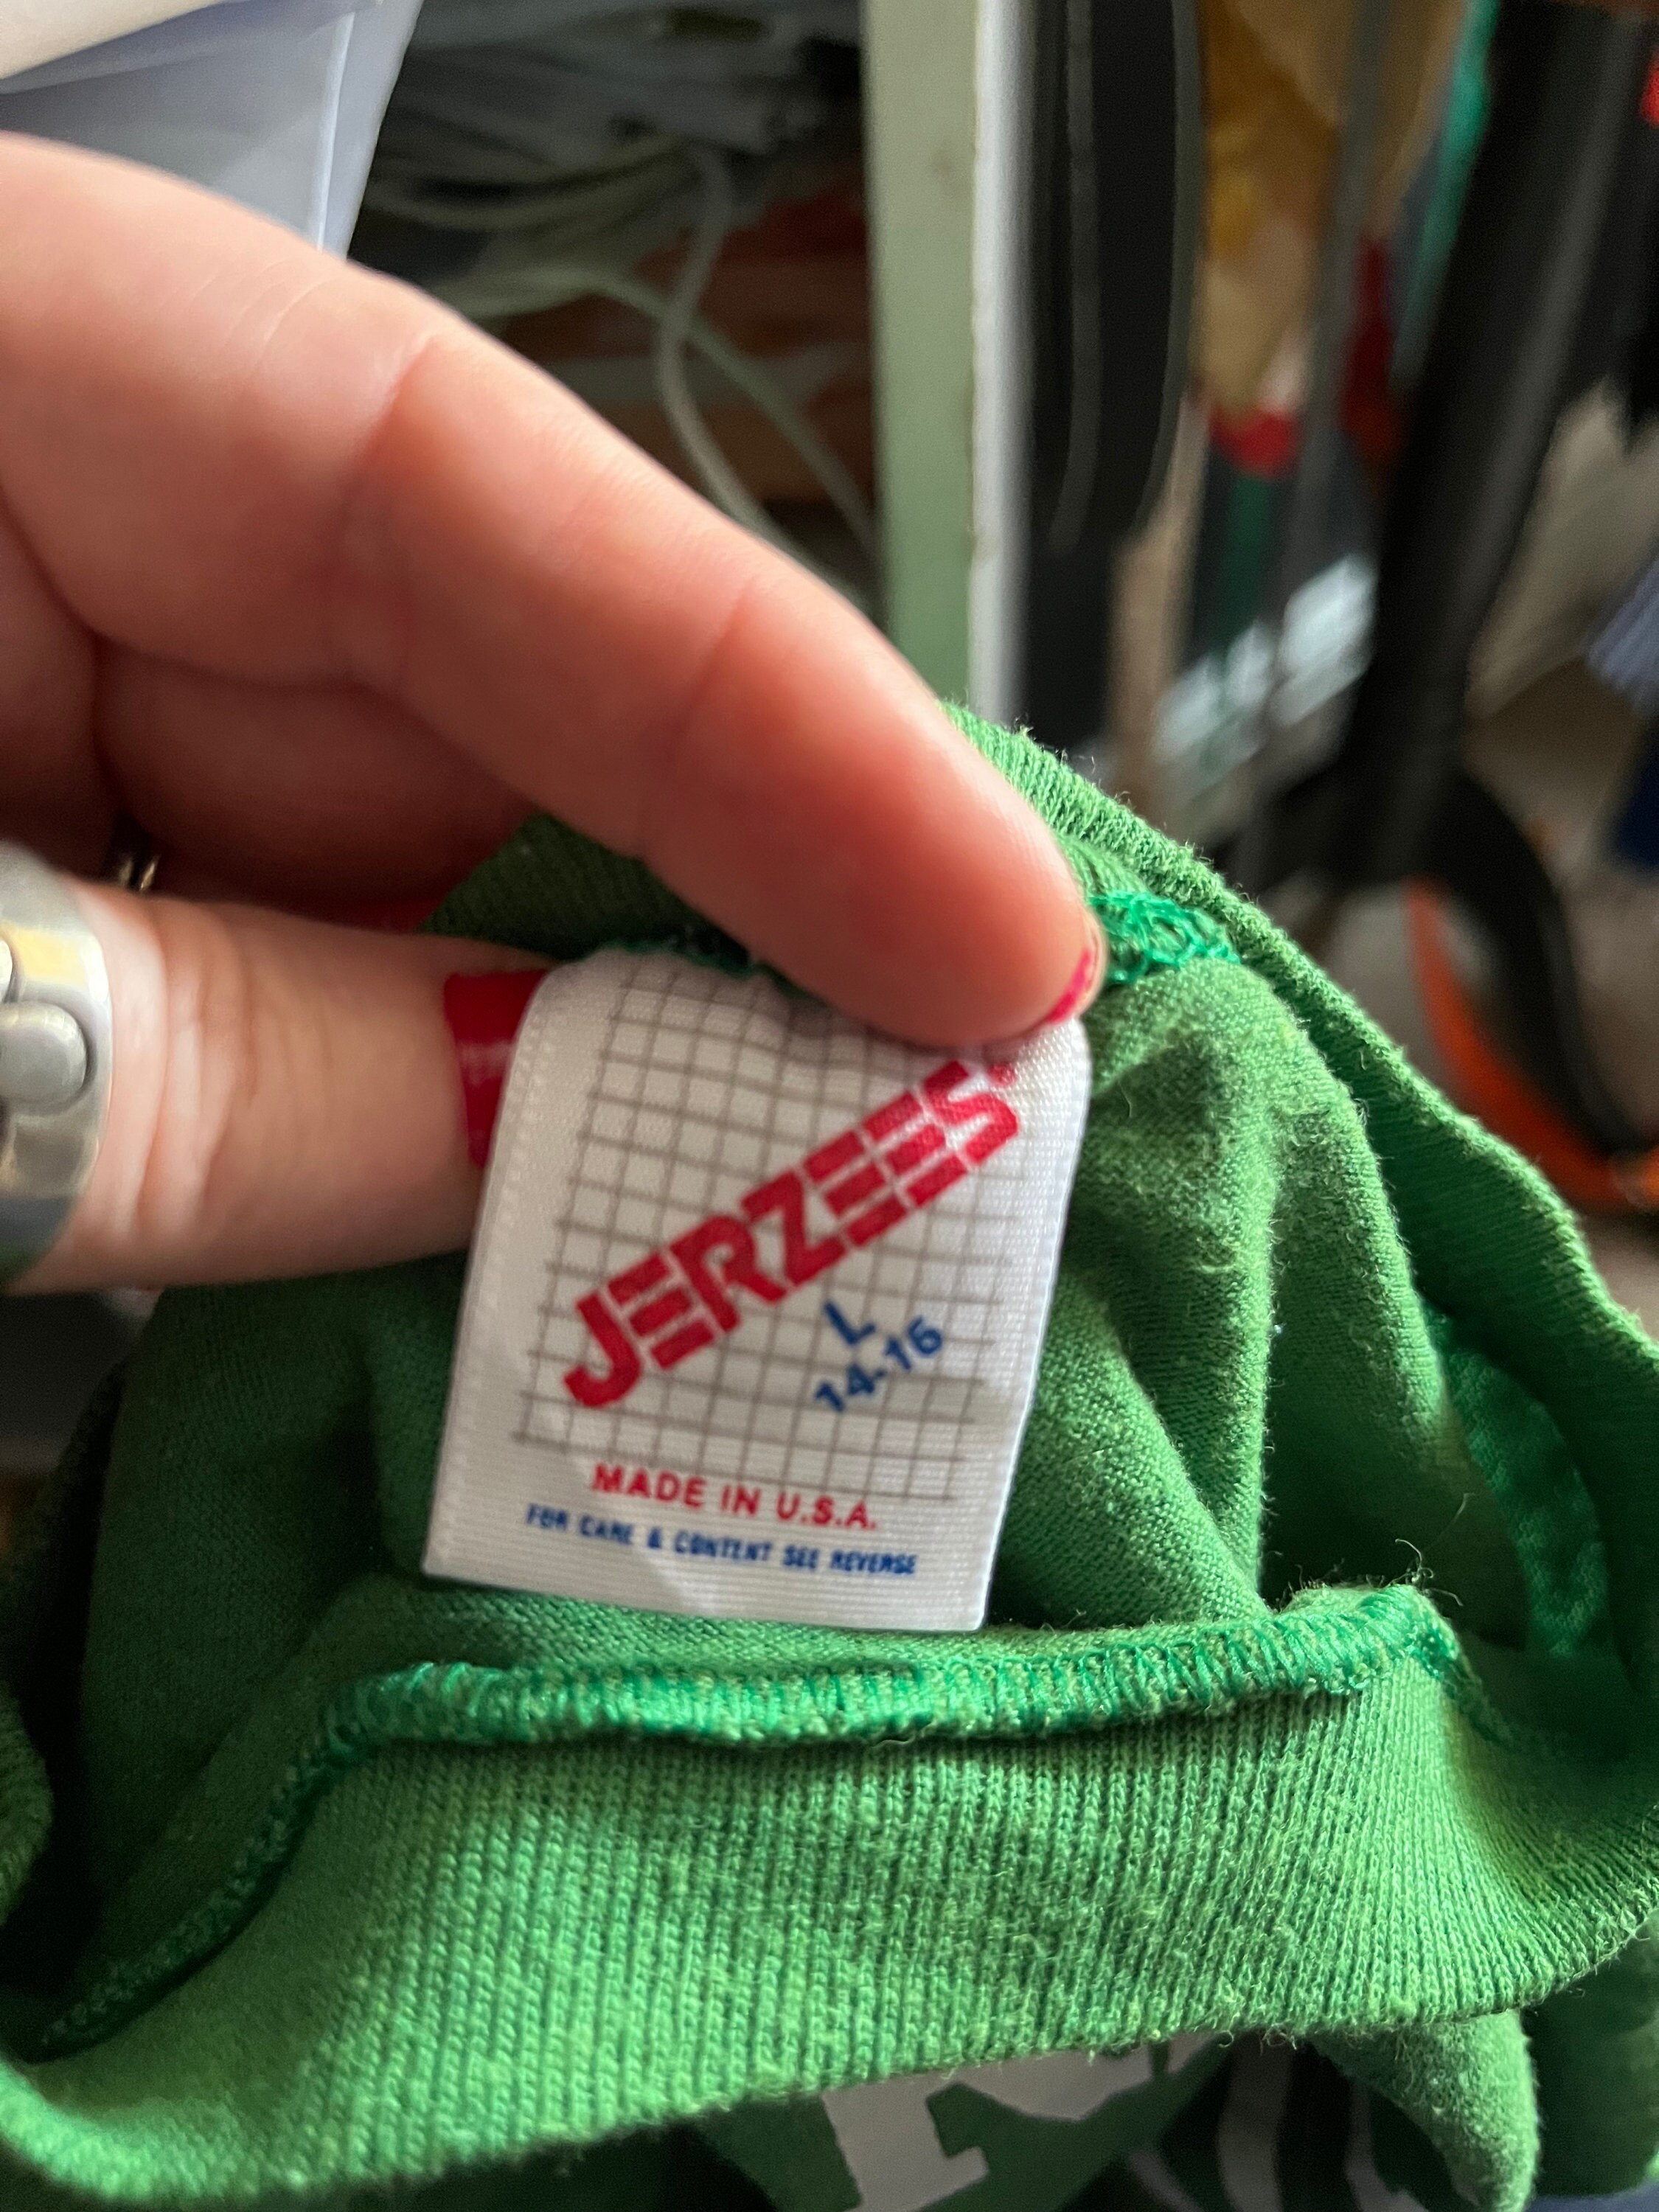 JERZEES
L
14-16
MADE IN U.S.A.
FOR CARE & CONTENT SEE REVERSE